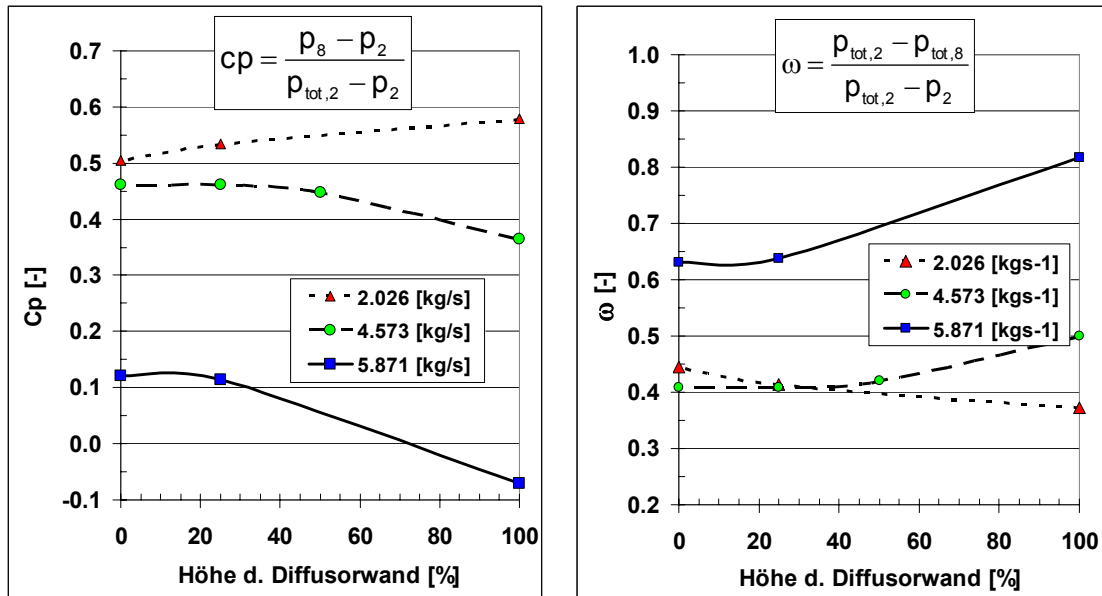 cp = (p8 − p2) / (ptot,2 − p2)
0.7
0.6
0.5
0.4
0.3
0.2
0.1
0.0
-0.1
Cp [-]
2.026 [kg/s]
4.573 [kg/s]
5.871 [kg/s]
0 20 40 60 80 100
Höhe d. Diffusorwand [%]
ω = (ptot,2 − ptot,8) / (ptot,2 − p2)
1.0
0.9
0.8
0.7
0.6
0.5
0.4
0.3
0.2
ω [-]
2.026 [kgs-1]
4.573 [kgs-1]
5.871 [kgs-1]
0 20 40 60 80 100
Höhe d. Diffusorwand [%]